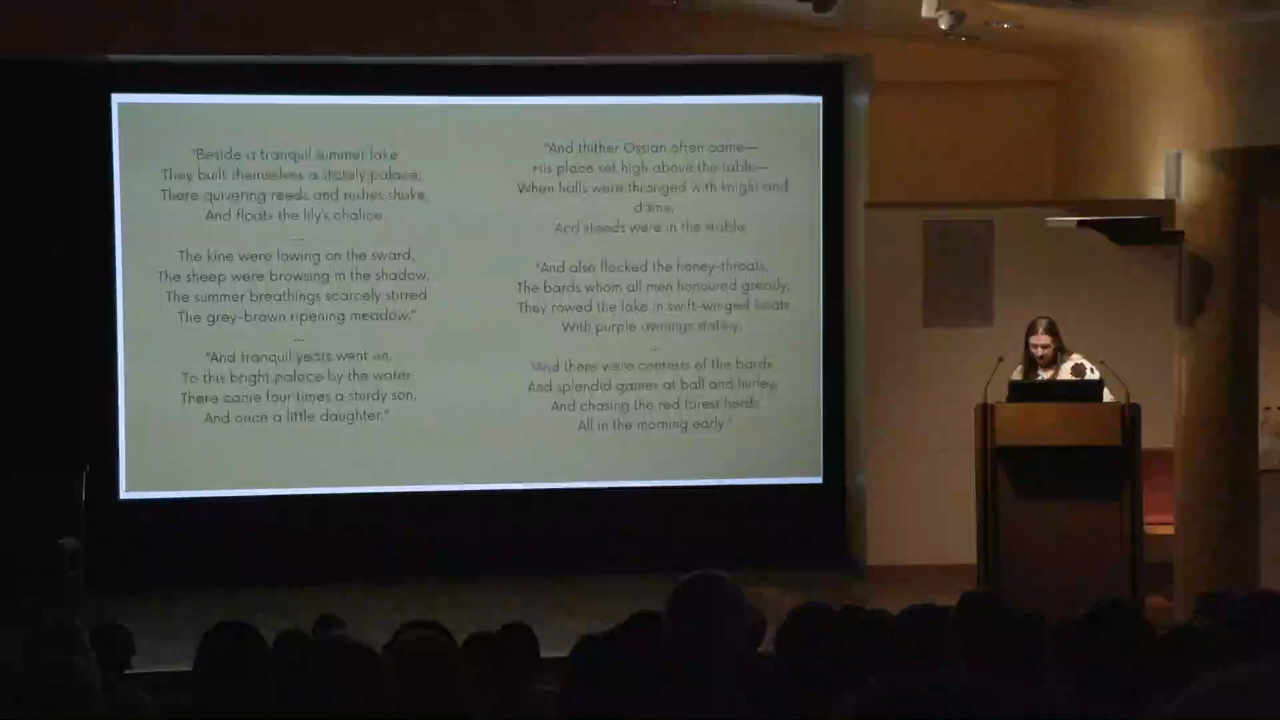 "Beside a tranquil summer lake
They built themselves a stately palace,
There quivering reeds and rushes shake,
And floats the lily's chalice.
...
The kine were lowing on the sward,
The sheep were browsing in the shadow,
The summer breathings scarcely stirred
The grey-brown ripening meadow."
...
"And tranquil years went on,
To this bright palace by the water
There came four times a sturdy son,
And once a little daughter."
"And thither Ossian often came—
His place set high above the table—
When halls were thronged with knight and
dame,
And steeds were in the stable.
"And also flocked the honey-throats,
The bards whom all men honoured greatly,
They rowed the lake in swift-winged boats
With purple awnings stately.
...
"And there were contests of the bards
And splendid games at ball and hurley,
And chasing the red forest herds
All in the morning early."